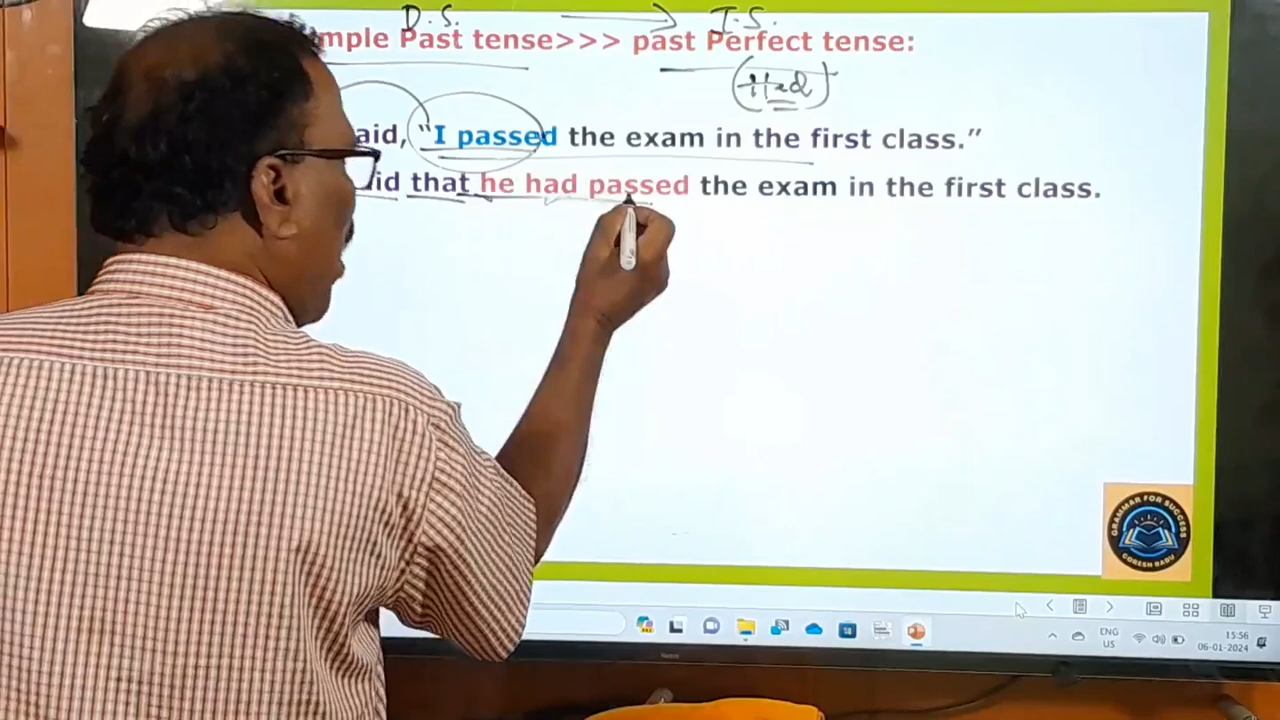 D.S. → I.S.
mple Past tense>>> past Perfect tense:
(Had)
aid, “I passed the exam in the first class.”
id that he had passed the exam in the first class.
GRAMMAR FOR SUCCESS
ENG
US
15:56
06-01-2024